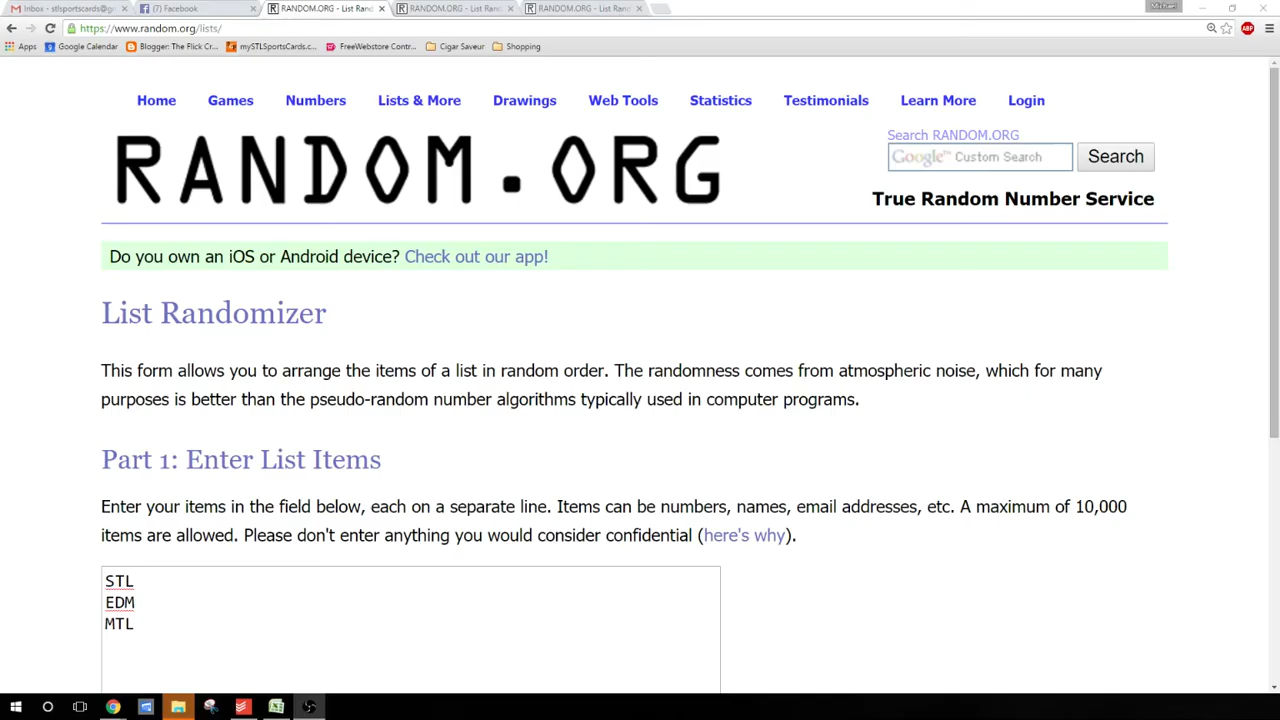 Inbox - stlsportscards@g
(7) Facebook
RANDOM.ORG - List Rand
RANDOM.ORG - List Ran
RANDOM.ORG - List Ran
Michael
https://www.random.org/lists/
Apps
Google Calendar
Blogger: The Flick Cr...
mySTLSportsCards.c...
FreeWebstore Contr...
Cigar Saveur
Shopping
Home
Games
Numbers
Lists & More
Drawings
Web Tools
Statistics
Testimonials
Learn More
Login
RANDOM.ORG
Search RANDOM.ORG
Google™ Custom Search
Search
True Random Number Service
Do you own an iOS or Android device? Check out our app!
List Randomizer
This form allows you to arrange the items of a list in random order. The randomness comes from atmospheric noise, which for many
purposes is better than the pseudo-random number algorithms typically used in computer programs.
Part 1: Enter List Items
Enter your items in the field below, each on a separate line. Items can be numbers, names, email addresses, etc. A maximum of 10,000
items are allowed. Please don't enter anything you would consider confidential (here's why).
STL
EDM
MTL